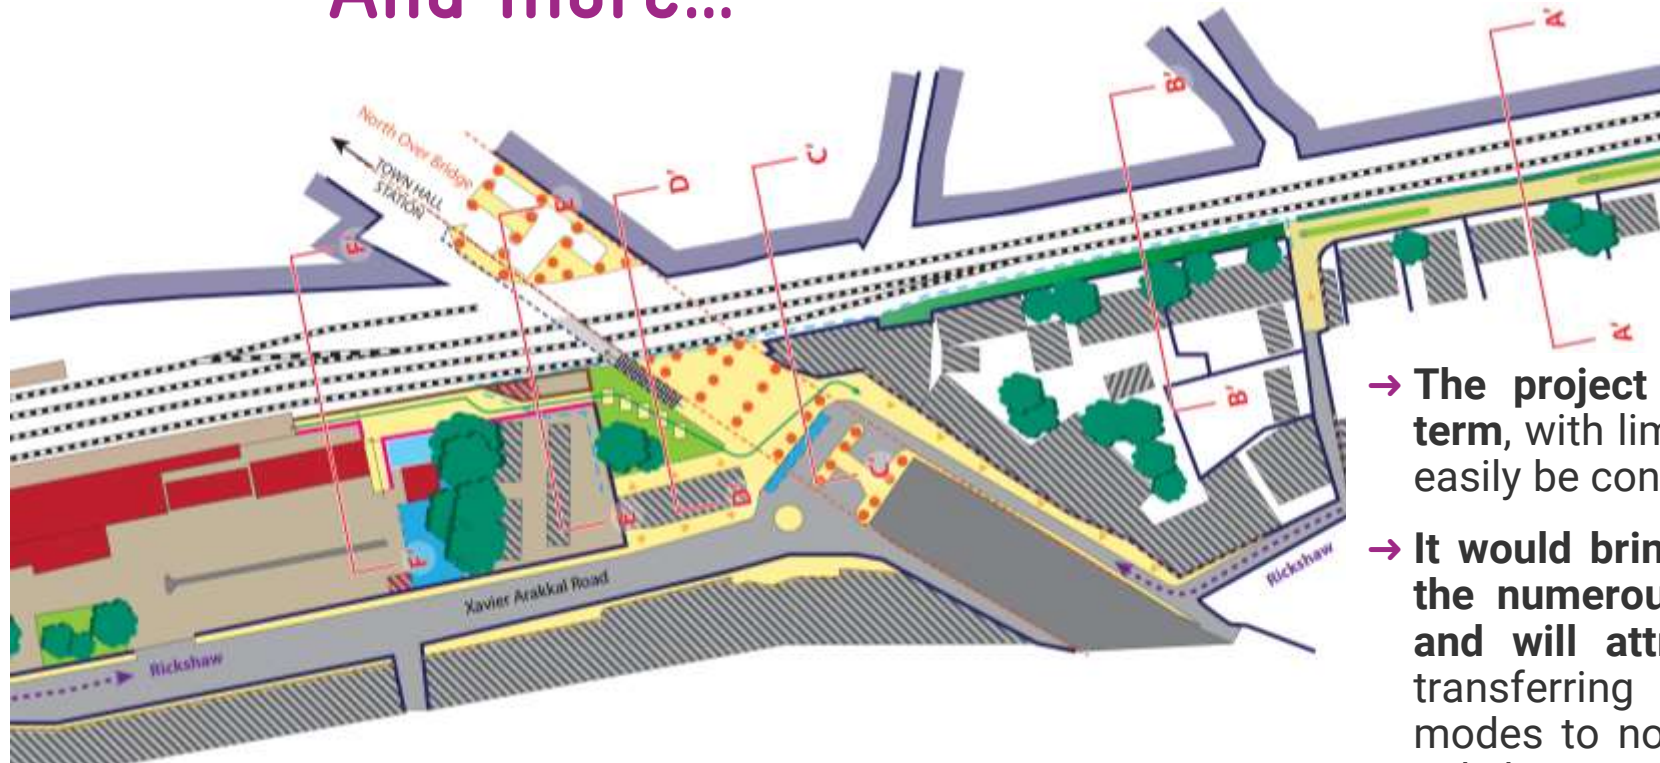 And more...
A'
B'
C'
D'
North Over Bridge
TOWN HALL
STATION
E'
F'
A'
B'
C'
D'
E'
F'
Xavier Arakkal Road
Rickshaw
Rickshaw
→ The project
term, with lim
easily be con
→ It would brin
the numerou
and will attr
transferring
modes to no